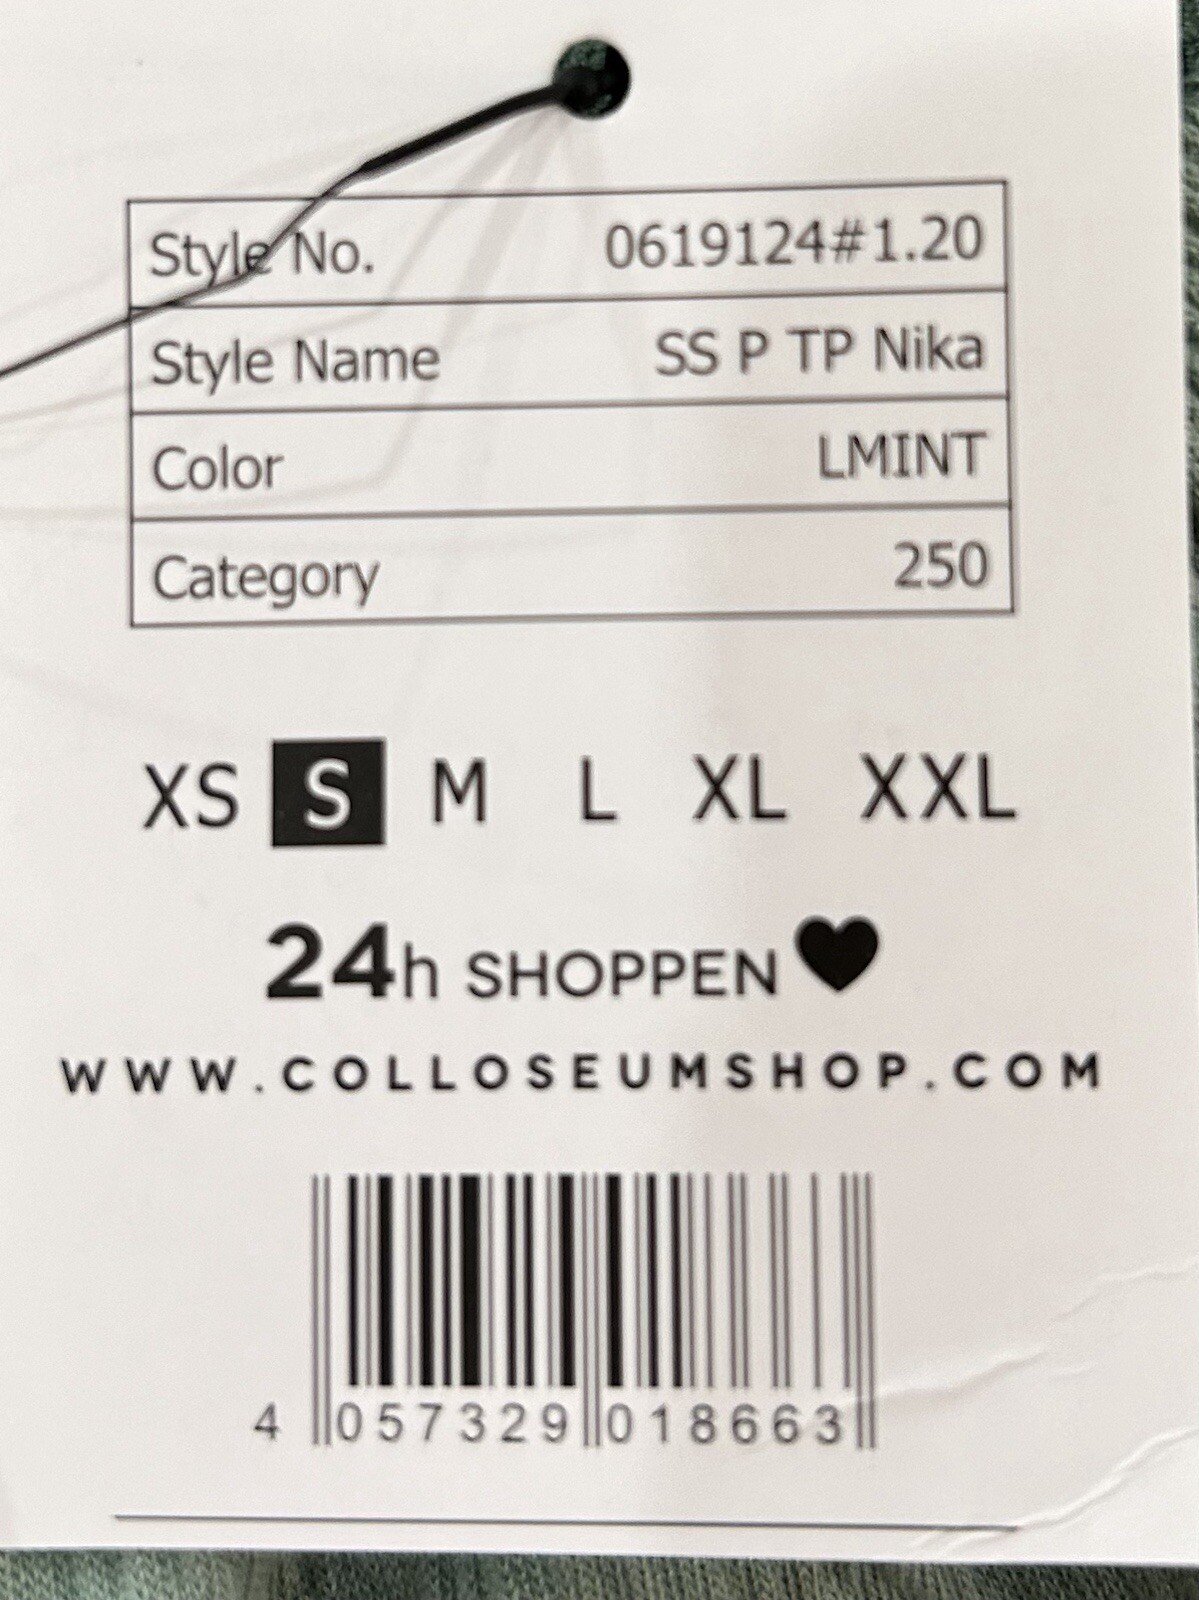 Style No. 0619124#1.20
Style Name SS P TP Nika
Color LMINT
Category 250
XS S M L XL XXL
24h SHOPPEN
WWW.COLLOSEUMSHOP.COM
4 057329 018663